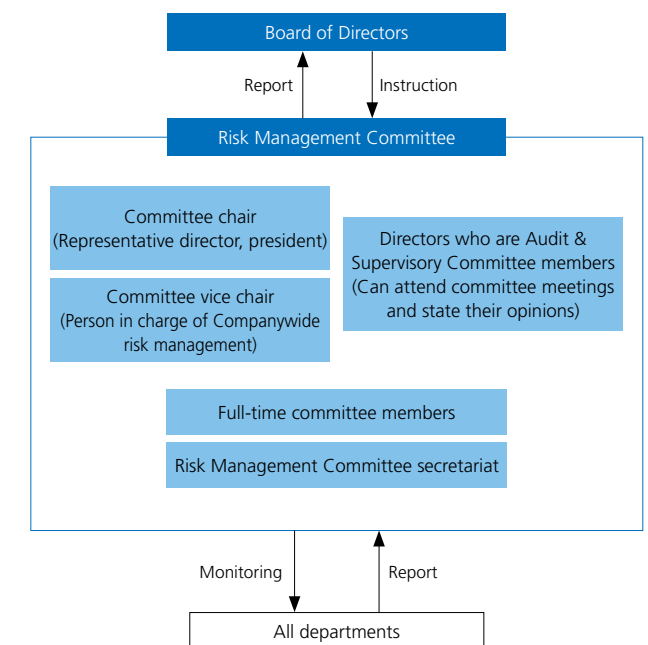 Board of Directors
Report
Instruction
Risk Management Committee
Committee chair
(Representative director, president)
Committee vice chair
(Person in charge of Companywide
risk management)
Directors who are Audit &
Supervisory Committee members
(Can attend committee meetings
and state their opinions)
Full-time committee members
Risk Management Committee secretariat
Monitoring
Report
All departments